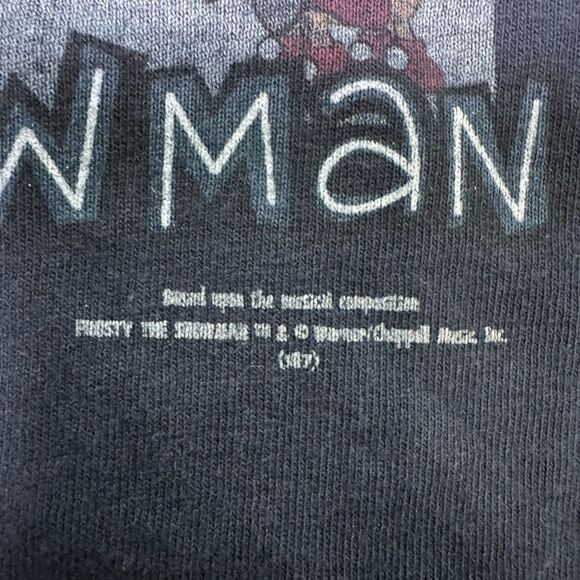 WMaN
Based upon the musical composition
FROSTY THE SNOWMAN TM & © Warner/Chappell Music, Inc.